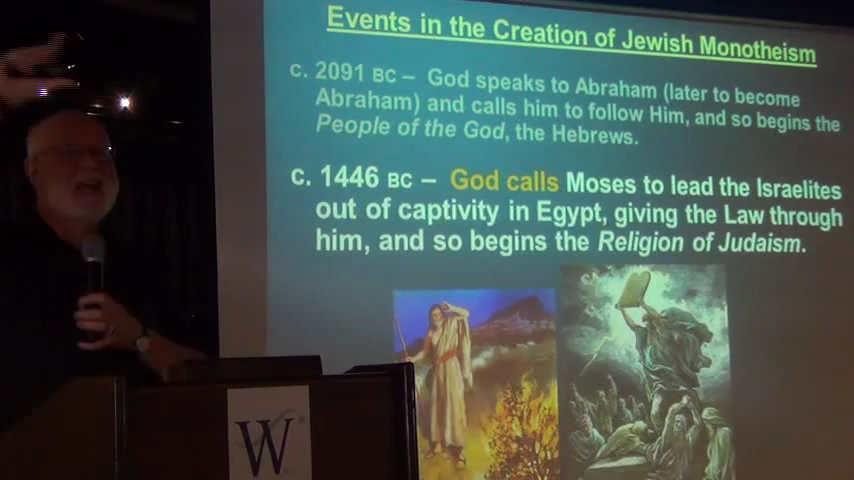 Events in the Creation of Jewish Monotheism
c. 2091 BC – God speaks to Abraham (later to become
Abraham) and calls him to follow Him, and so begins the
People of the God, the Hebrews.
c. 1446 BC – God calls Moses to lead the Israelites
out of captivity in Egypt, giving the Law through
him, and so begins the Religion of Judaism.
W